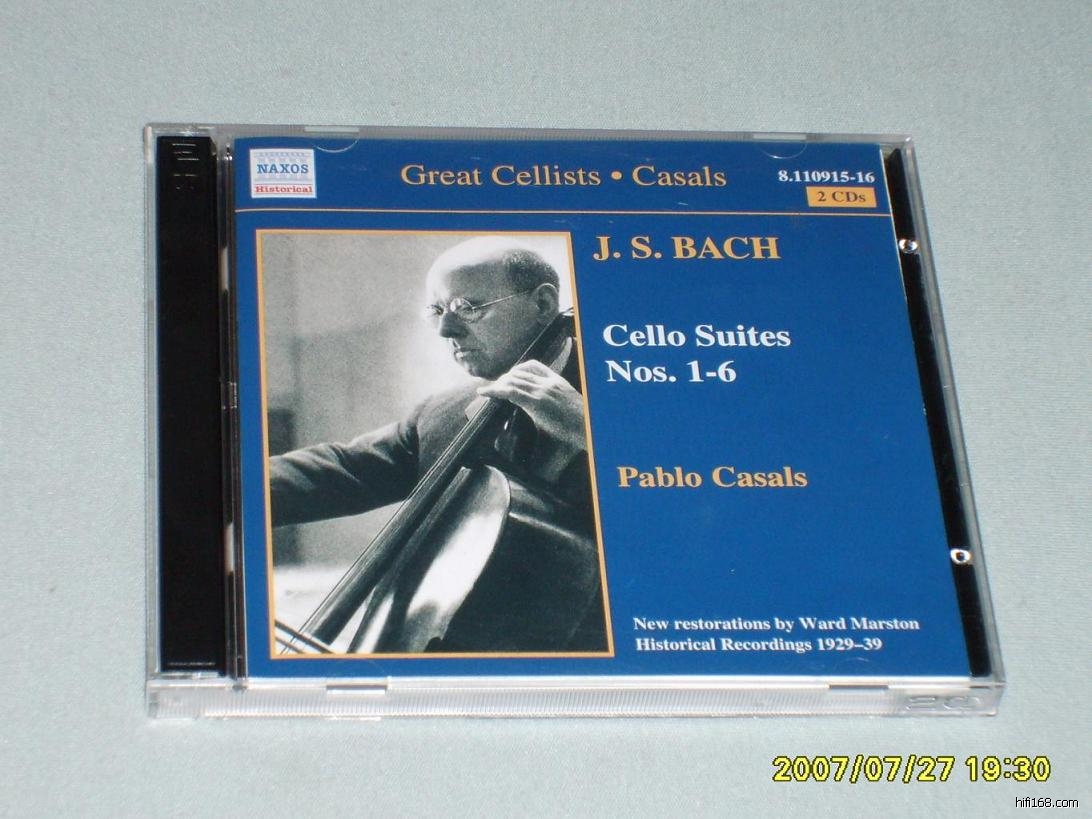 NAXOS
Historical
Great Cellists • Casals
8.110915-16
2 CDs
J. S. BACH
Cello Suites
Nos. 1-6
Pablo Casals
New restorations by Ward Marston
Historical Recordings 1929–39
2007/07/27 19:30
hifi168.com